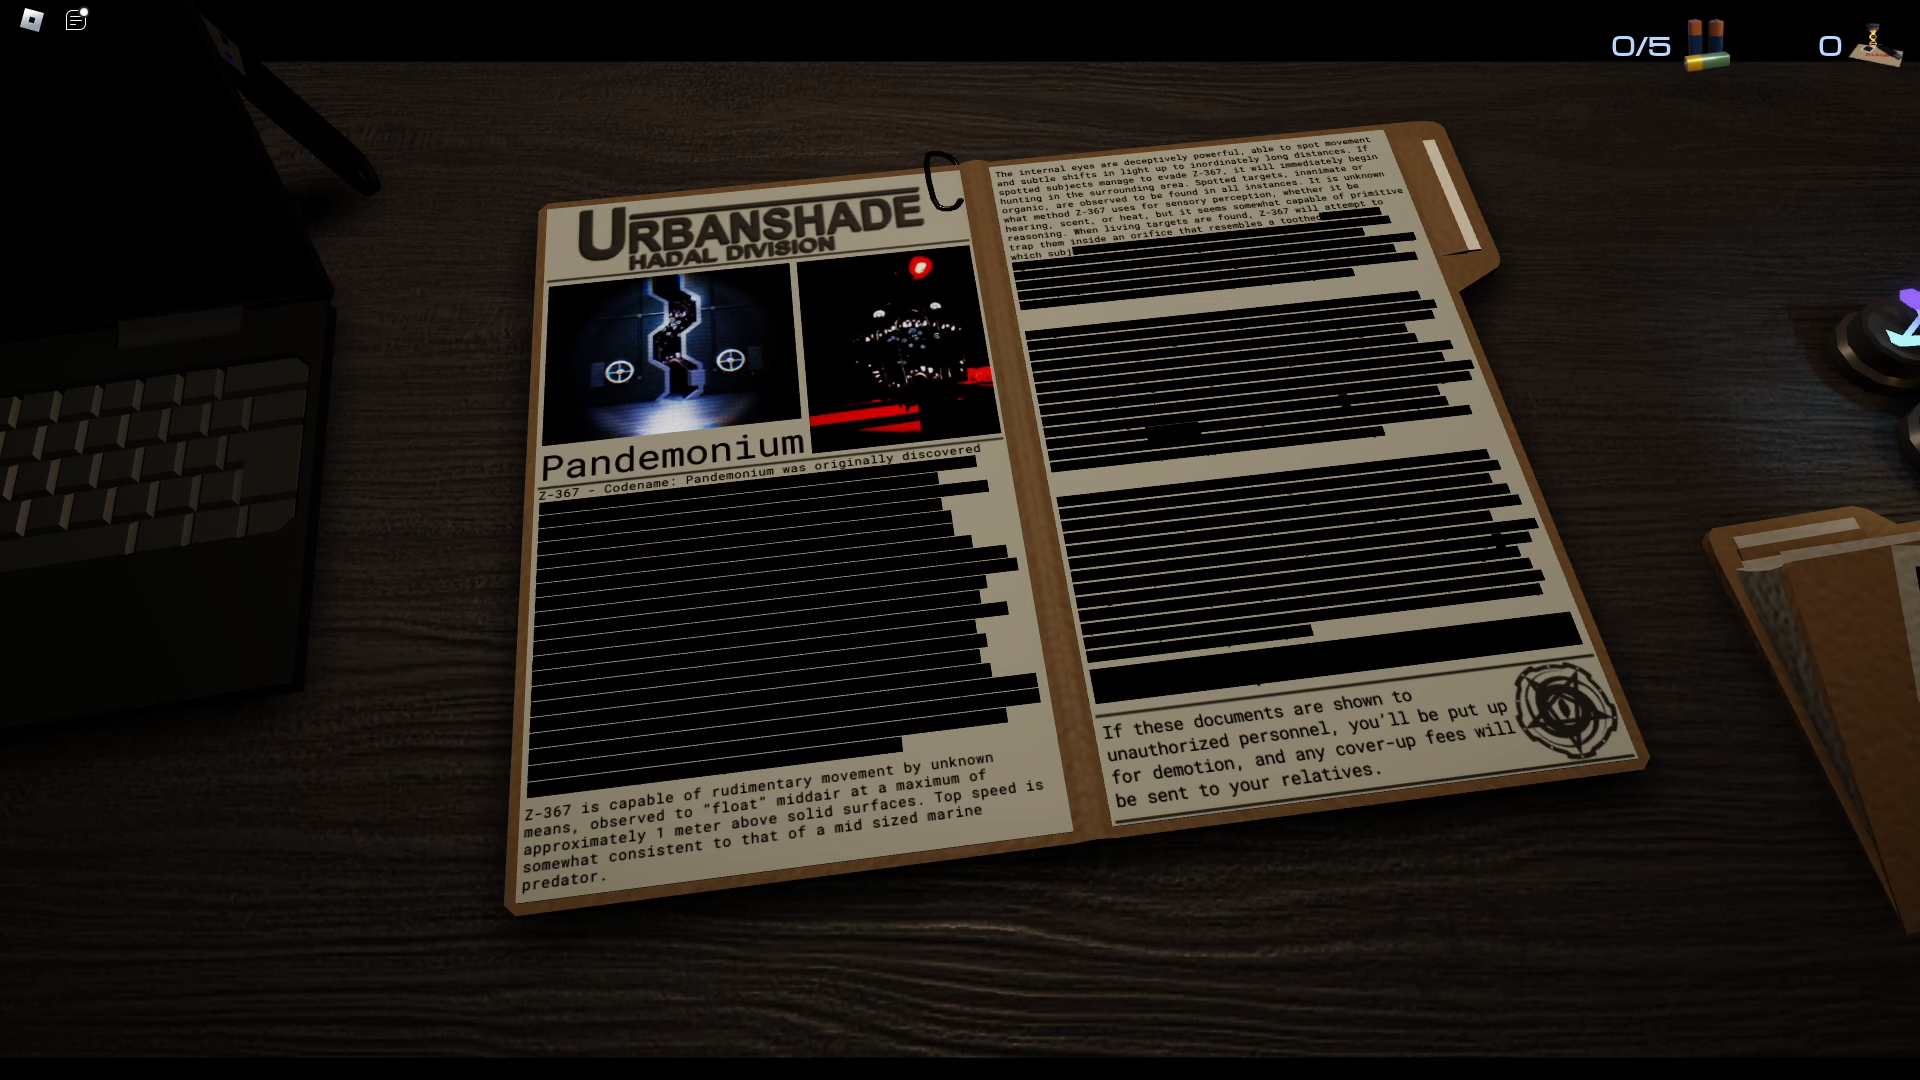 0/5
0
URBANSHADE
HADAL DIVISION
Pandemonium
Z-367 - Codename: Pandemonium was originally discovered
Z-367 is capable of rudimentary movement by unknown
means, observed to "float" middair at a maximum of
approximately 1 meter above solid surfaces. Top speed is
somewhat consistent to that of a mid sized marine
predator.
The internal eyes are deceptively powerful, able to spot movement
and subtle shifts in light up to inordinately long distances. If
spotted subjects manage to evade Z-367, it will immediately begin
hunting in the surrounding area. Spotted targets, inanimate or
organic, are observed to be found in all instances. It is unknown
what method Z-367 uses for sensory perception, whether it be
hearing, scent, or heat, but it seems somewhat capable of primitive
reasoning. When living targets are found, Z-367 will attempt to
trap them inside an orifice that resembles a toothed
which subj
If these documents are shown to
unauthorized personnel, you'll be put up
for demotion, and any cover-up fees will
be sent to your relatives.